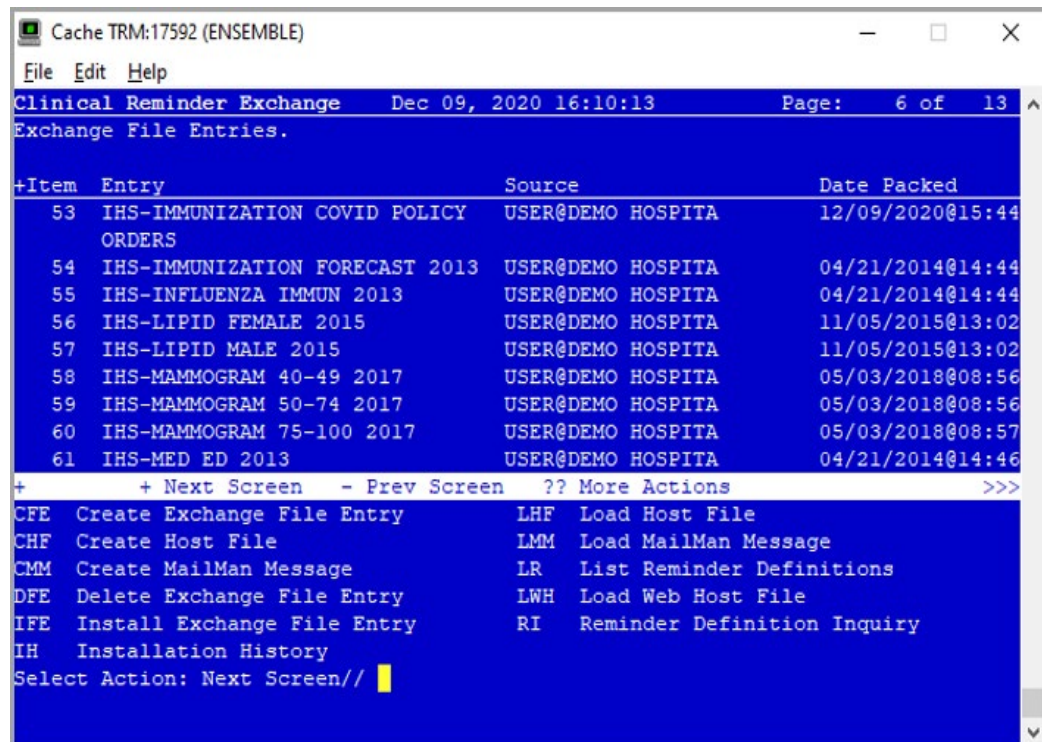 Cache TRM:17592 (ENSEMBLE)
File Edit Help
Clinical Reminder Exchange Dec 09, 2020 16:10:13 Page: 6 of 13
Exchange File Entries.
+Item Entry Source Date Packed
53 IHS-IMMUNIZATION COVID POLICY USER@DEMO HOSPITA 12/09/2020@15:44
ORDERS
54 IHS-IMMUNIZATION FORECAST 2013 USER@DEMO HOSPITA 04/21/2014@14:44
55 IHS-INFLUENZA IMMUN 2013 USER@DEMO HOSPITA 04/21/2014@14:44
56 IHS-LIPID FEMALE 2015 USER@DEMO HOSPITA 11/05/2015@13:02
57 IHS-LIPID MALE 2015 USER@DEMO HOSPITA 11/05/2015@13:02
58 IHS-MAMMOGRAM 40-49 2017 USER@DEMO HOSPITA 05/03/2018@08:56
59 IHS-MAMMOGRAM 50-74 2017 USER@DEMO HOSPITA 05/03/2018@08:56
60 IHS-MAMMOGRAM 75-100 2017 USER@DEMO HOSPITA 05/03/2018@08:57
61 IHS-MED ED 2013 USER@DEMO HOSPITA 04/21/2014@14:46
+ + Next Screen - Prev Screen ?? More Actions >>>
CFE Create Exchange File Entry LHF Load Host File
CHF Create Host File LMM Load MailMan Message
CMM Create MailMan Message LR List Reminder Definitions
DFE Delete Exchange File Entry LWH Load Web Host File
IFE Install Exchange File Entry RI Reminder Definition Inquiry
IH Installation History
Select Action: Next Screen//